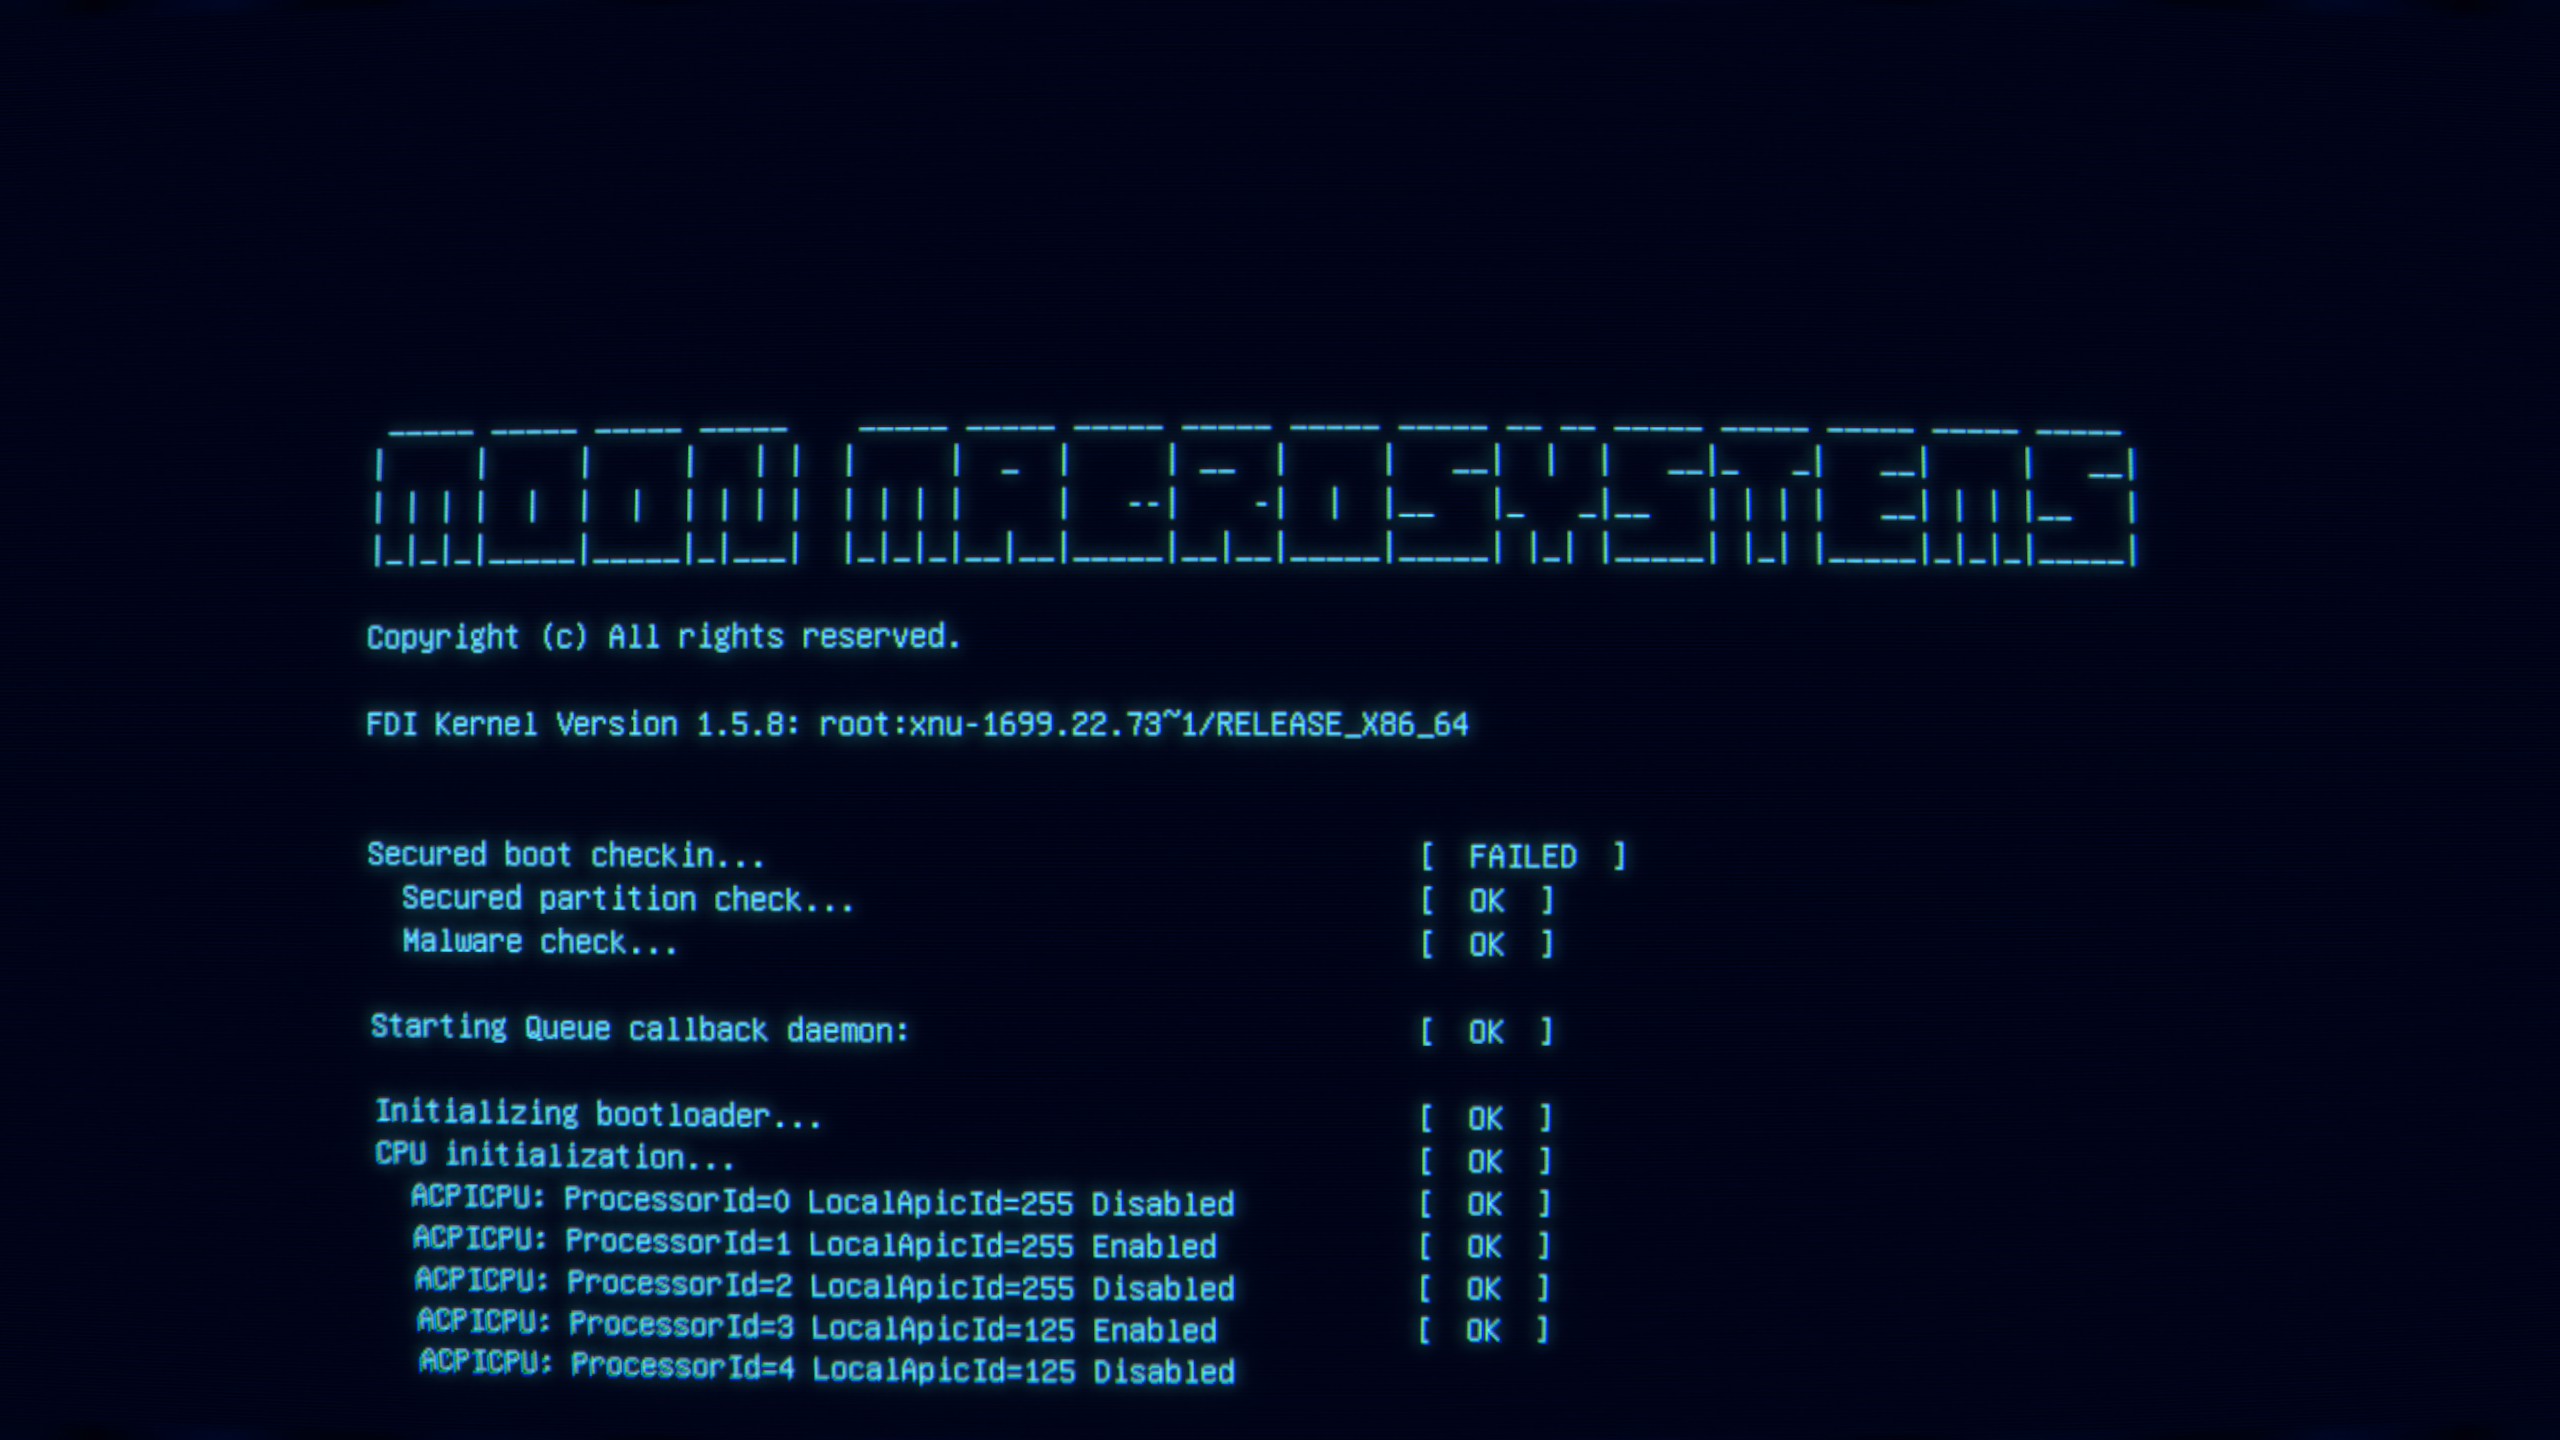 MOON MACROSYSTEMS
Copyright (c) All rights reserved.
FDI Kernel Version 1.5.8: root:xnu-1699.22.73~1/RELEASE_X86_64
Secured boot checkin... [ FAILED ]
Secured partition check... [ OK ]
Malware check... [ OK ]
Starting Queue callback daemon: [ OK ]
Initializing bootloader... [ OK ]
CPU initialization... [ OK ]
ACPICPU: ProcessorId=0 LocalApicId=255 Disabled [ OK ]
ACPICPU: ProcessorId=1 LocalApicId=255 Enabled [ OK ]
ACPICPU: ProcessorId=2 LocalApicId=255 Disabled [ OK ]
ACPICPU: ProcessorId=3 LocalApicId=125 Enabled [ OK ]
ACPICPU: ProcessorId=4 LocalApicId=125 Disabled